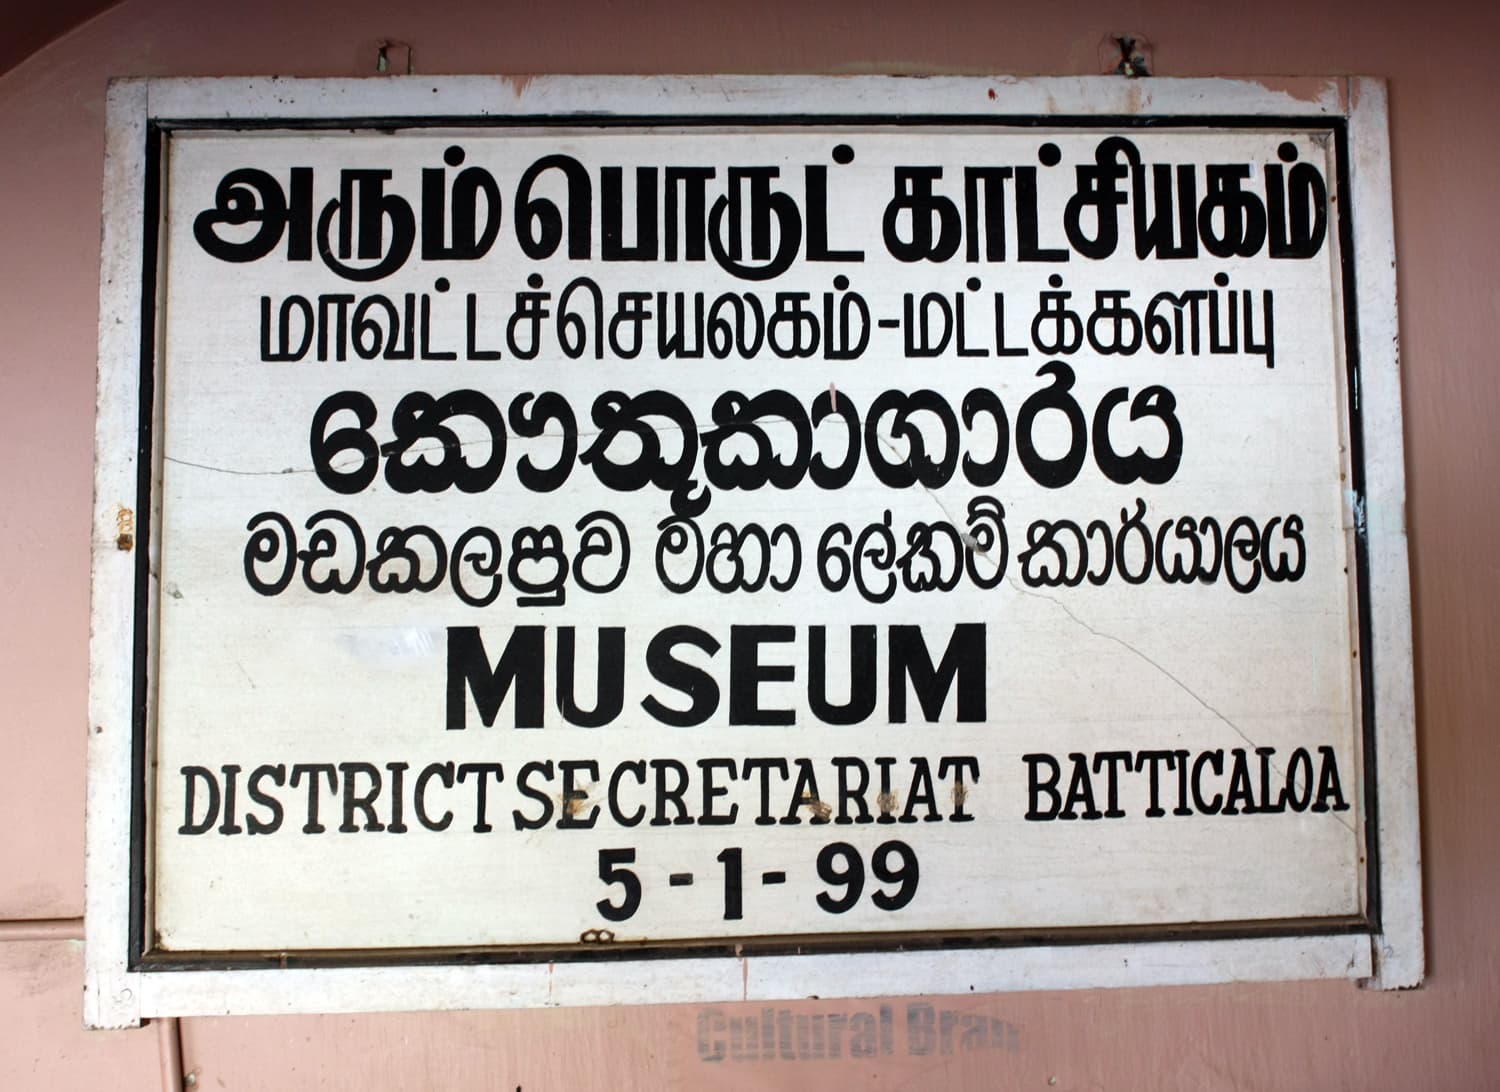 அரும்பொருட் காட்சியகம்
மாவட்டச்செயலகம்-மட்டக்களப்பு
කෞතුකාගාර්ය
මඩකලපුව මහා ලේකම් කාර්යාලය
MUSEUM
DISTRICT SECRETARIAT BATTICALOA
5-1-99
Cultural